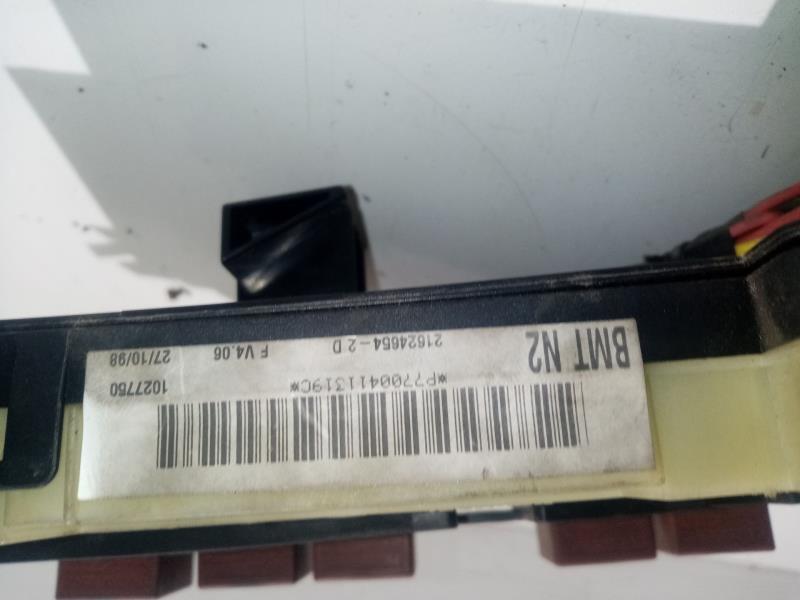 BMT N2
21624654-2 D
F V4.06
27/10/98
*P7700411319C*
1027750